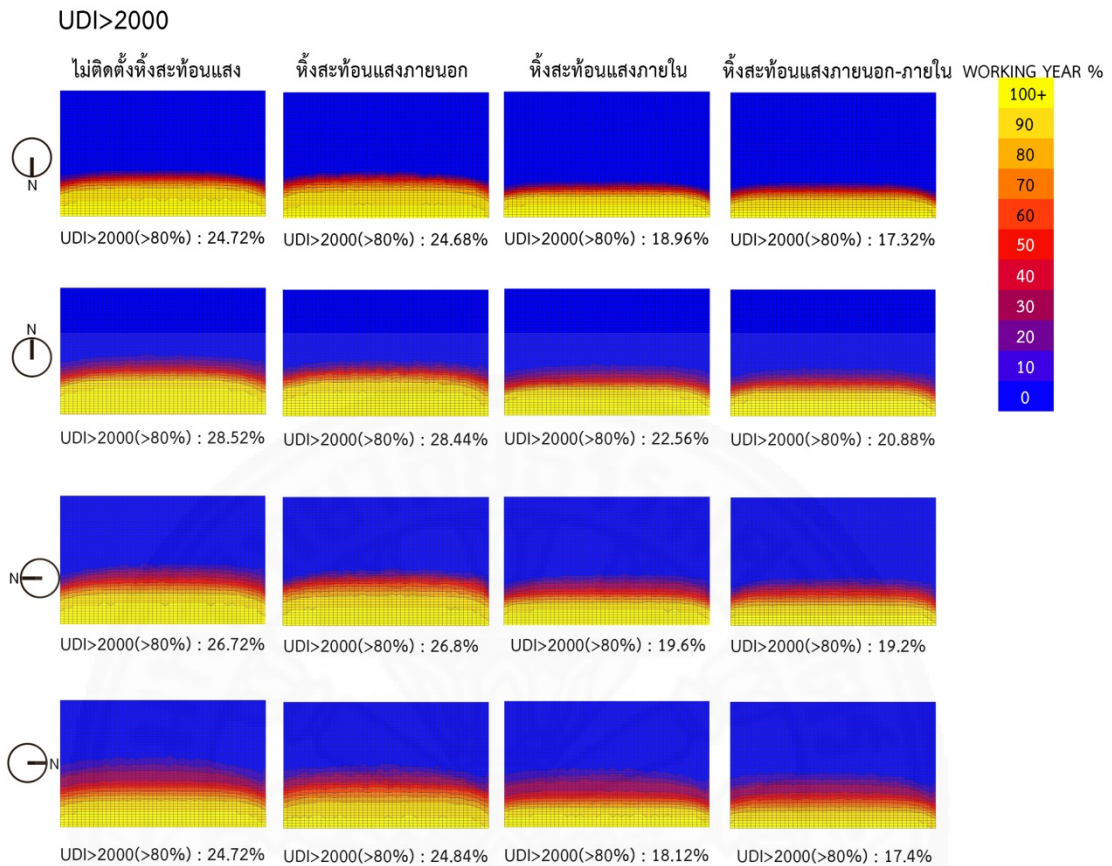 UDI>2000
ไม่ติดตั้งหิ้งสะท้อนแสง หิ้งสะท้อนแสงภายนอก หิ้งสะท้อนแสงภายใน หิ้งสะท้อนแสงภายนอก-ภายใน WORKING YEAR %
100+
90
80
70
60
50
40
30
20
10
0
N
UDI>2000(>80%) : 24.72% UDI>2000(>80%) : 24.68% UDI>2000(>80%) : 18.96% UDI>2000(>80%) : 17.32%
N
UDI>2000(>80%) : 28.52% UDI>2000(>80%) : 28.44% UDI>2000(>80%) : 22.56% UDI>2000(>80%) : 20.88%
N
UDI>2000(>80%) : 26.72% UDI>2000(>80%) : 26.8% UDI>2000(>80%) : 19.6% UDI>2000(>80%) : 19.2%
N
UDI>2000(>80%) : 24.72% UDI>2000(>80%) : 24.84% UDI>2000(>80%) : 18.12% UDI>2000(>80%) : 17.4%